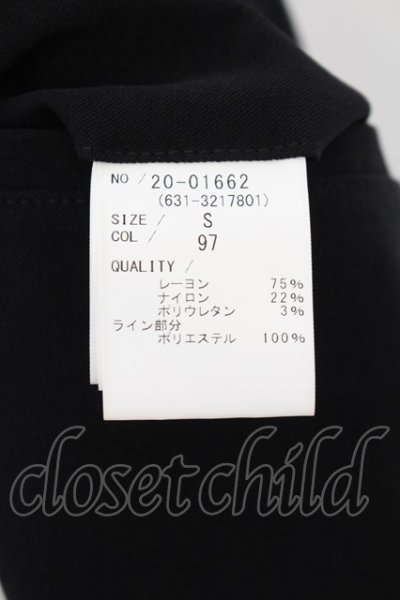 NO / 20-01662
(631-3217801)
SIZE / S
COL / 97
QUALITY /
レーヨン 75%
ナイロン 22%
ポリウレタン 3%
ライン部分
ポリエステル 100%
closetchild